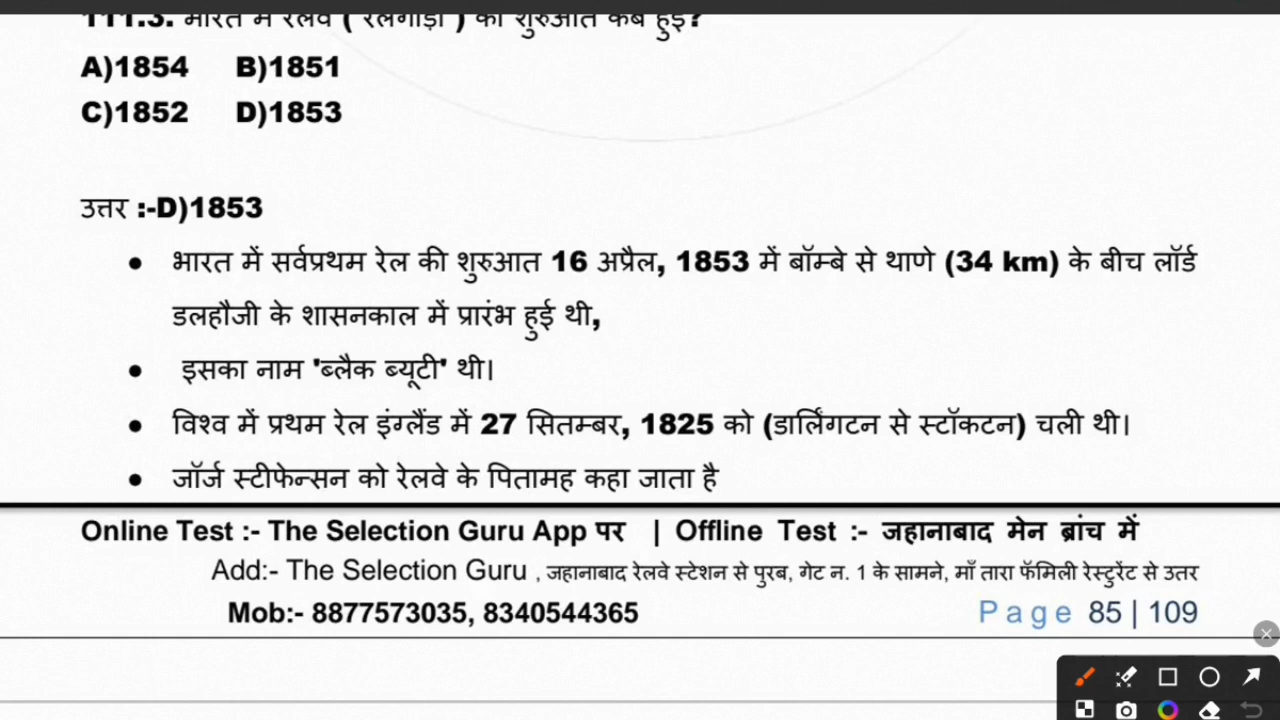 111.3. भारत में रेलवे ( रेलगाड़ी ) की शुरुआत कब हुई?
A)1854 B)1851
C)1852 D)1853
उत्तर :-D)1853
● भारत में सर्वप्रथम रेल की शुरुआत 16 अप्रैल, 1853 में बॉम्बे से थाणे (34 km) के बीच लॉर्ड
डलहौजी के शासनकाल में प्रारंभ हुई थी,
● इसका नाम 'ब्लैक ब्यूटी' थी।
● विश्व में प्रथम रेल इंग्लैंड में 27 सितम्बर, 1825 को (डार्लिंगटन से स्टॉकटन) चली थी।
● जॉर्ज स्टीफेन्सन को रेलवे के पितामह कहा जाता है
Online Test :- The Selection Guru App पर | Offline Test :- जहानाबाद मेन ब्रांच में
Add:- The Selection Guru , जहानाबाद रेलवे स्टेशन से पुरब, गेट न. 1 के सामने, माँ तारा फॅमिली रेस्टुरेंट से उतर
Mob:- 8877573035, 8340544365 Page 85 | 109